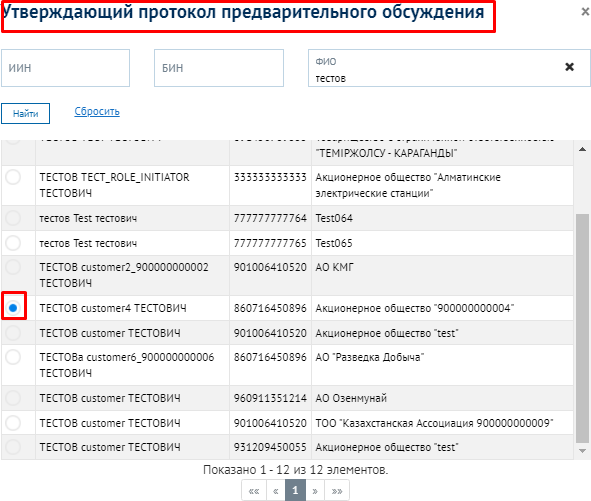 Утверждающий протокол предварительного обсуждения ×
ИИН БИН ФИО
тестов ✖
Найти Сбросить
"ТЕМІРЖОЛСУ - КАРАГАНДЫ"
ТЕСТОВ ТЕСТ_ROLE_INITIATOR 333333333333 Акционерное общество "Алматинские
ТЕСТОВИЧ электрические станции"
тестов Test тестович 777777777764 Test064
тестов Test тестович 777777777765 Test065
ТЕСТОВ customer2_900000000002 901006410520 АО КМГ
ТЕСТОВИЧ
ТЕСТОВ customer4 ТЕСТОВИЧ 860716450896 Акционерное общество "900000000004"
ТЕСТОВ customer ТЕСТОВИЧ 901006410520 Акционерное общество "test"
ТЕСТОВа customer6_900000000006 860716450896 АО "Разведка Добыча"
ТЕСТОВИЧ
ТЕСТОВ customer ТЕСТОВИЧ 960911351214 АО Озенмунай
ТЕСТОВ customer ТЕСТОВИЧ 901006410520 ТОО "Казахстанская Ассоциация 900000000009"
ТЕСТОВ customer ТЕСТОВИЧ 931209450055 Акционерное общество "test"
Показано 1 - 12 из 12 элементов.
«« « 1 » »»